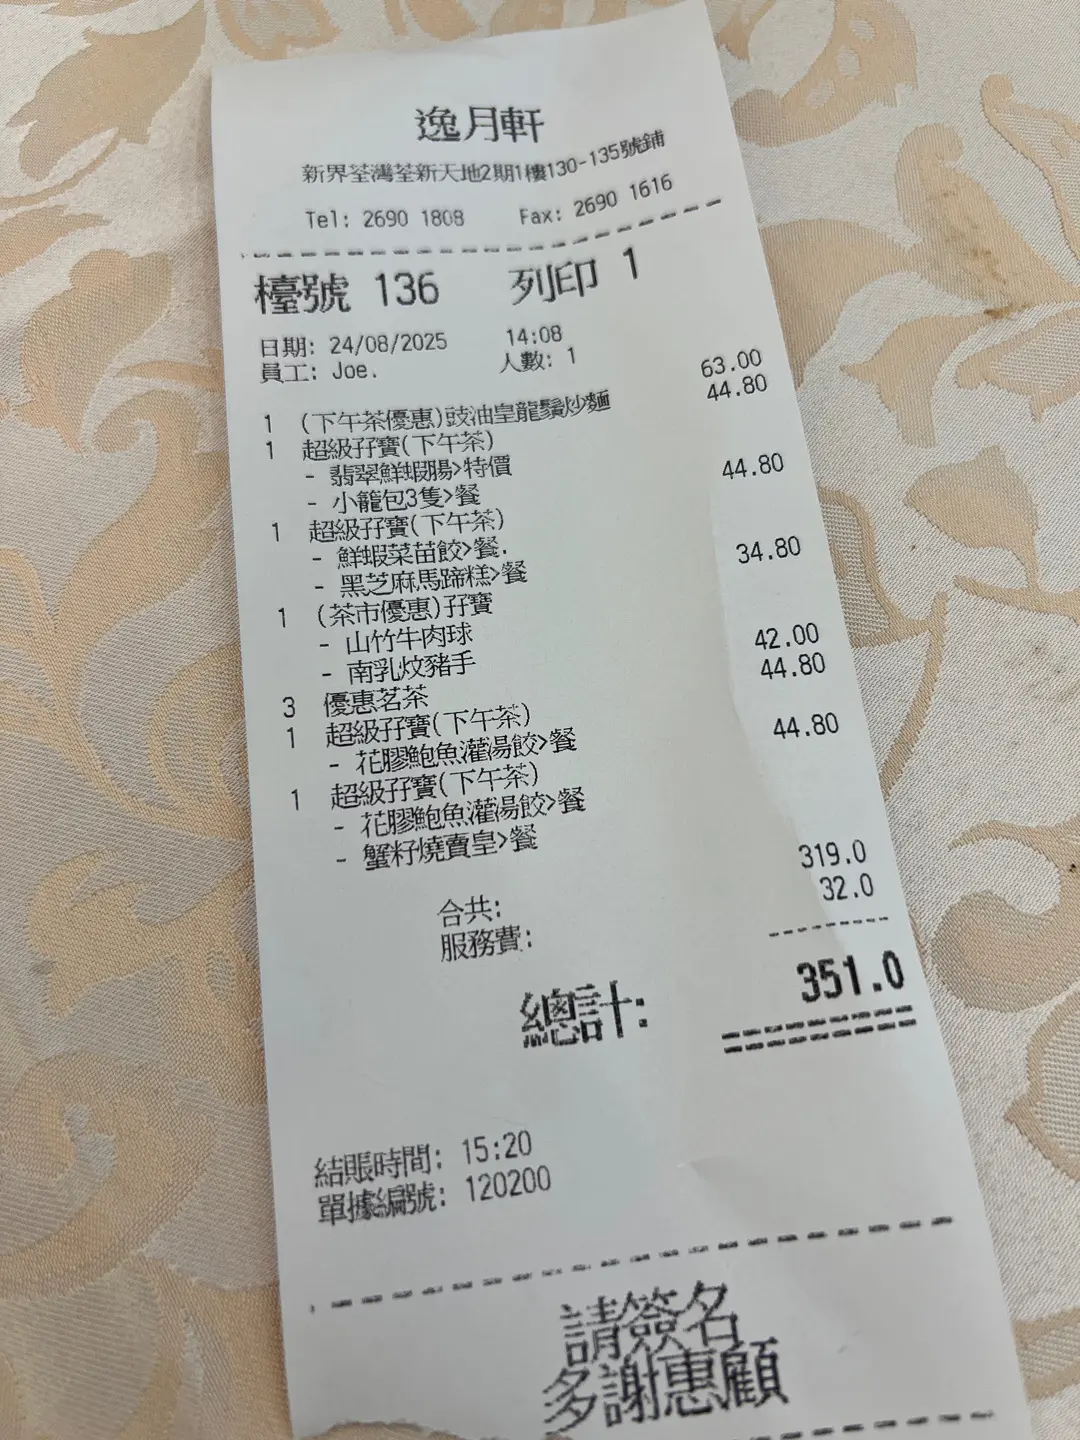 逸月軒
新界荃灣荃新天地2期1樓130-135號鋪
Tel: 2690 1808 Fax: 2690 1616
檯號 136 列印 1
日期: 24/08/2025 14:08
員工: Joe. 人數: 1
1 (下午茶優惠)豉油皇龍鬚炒麵 63.00
1 超級孖寶(下午茶) 44.80
- 翡翠鮮蝦腸>特價
- 小籠包3隻>餐
1 超級孖寶(下午茶) 44.80
- 鮮蝦菜苗餃>餐.
- 黑芝麻馬蹄糕>餐
1 (茶市優惠)孖寶 34.80
- 山竹牛肉球
- 南乳炆豬手
3 優惠茗茶 42.00
1 超級孖寶(下午茶) 44.80
- 花膠鮑魚灌湯餃>餐
1 超級孖寶(下午茶) 44.80
- 花膠鮑魚灌湯餃>餐
- 蟹籽燒賣皇>餐
合共: 319.0
服務費: 32.0
總計: 351.0
結賬時間: 15:20
單據編號: 120200
請簽名
多謝惠顧